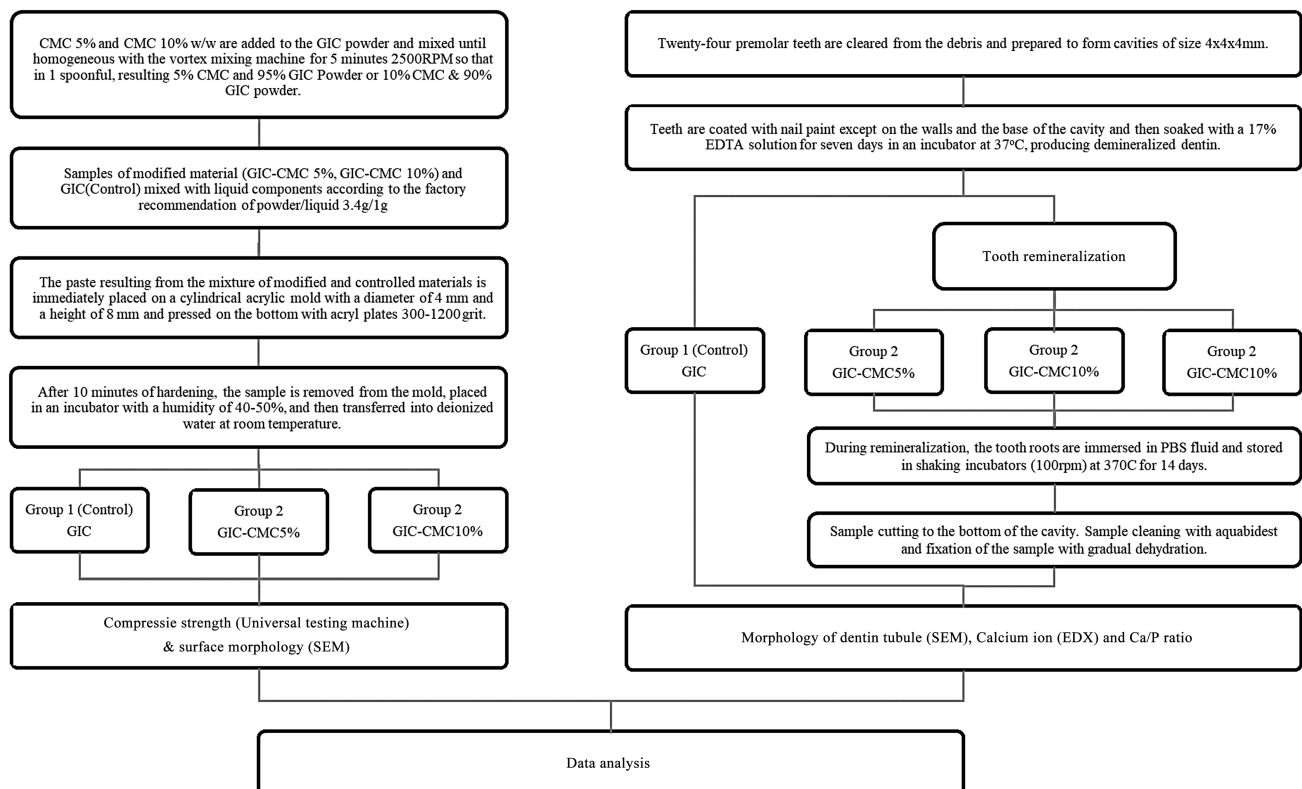 CMC 5% and CMC 10% w/w are added to the GIC powder and mixed until
homogeneous with the vortex mixing machine for 5 minutes 2500RPM so that
in 1 spoonful, resulting 5% CMC and 95% GIC Powder or 10% CMC & 90%
GIC powder.
Samples of modified material (GIC-CMC 5%, GIC-CMC 10%) and
GIC(Control) mixed with liquid components according to the factory
recommendation of powder/liquid 3.4g/1g
The paste resulting from the mixture of modified and controlled materials is
immediately placed on a cylindrical acrylic mold with a diameter of 4 mm and
a height of 8 mm and pressed on the bottom with acryl plates 300-1200grit.
After 10 minutes of hardening, the sample is removed from the mold, placed
in an incubator with a humidity of 40-50%, and then transferred into deionized
water at room temperature.
Group 1 (Control)
GIC
Group 2
GIC-CMC5%
Group 2
GIC-CMC10%
Compressie strength (Universal testing machine)
& surface morphology (SEM)
Twenty-four premolar teeth are cleared from the debris and prepared to form cavities of size 4x4x4mm.
Teeth are coated with nail paint except on the walls and the base of the cavity and then soaked with a 17%
EDTA solution for seven days in an incubator at 37ºC, producing demineralized dentin.
Tooth remineralization
Group 1 (Control)
GIC
Group 2
GIC-CMC5%
Group 2
GIC-CMC10%
Group 2
GIC-CMC10%
During remineralization, the tooth roots are immersed in PBS fluid and stored
in shaking incubators (100rpm) at 370C for 14 days.
Sample cutting to the bottom of the cavity. Sample cleaning with aquabidest
and fixation of the sample with gradual dehydration.
Morphology of dentin tubule (SEM), Calcium ion (EDX) and Ca/P ratio
Data analysis